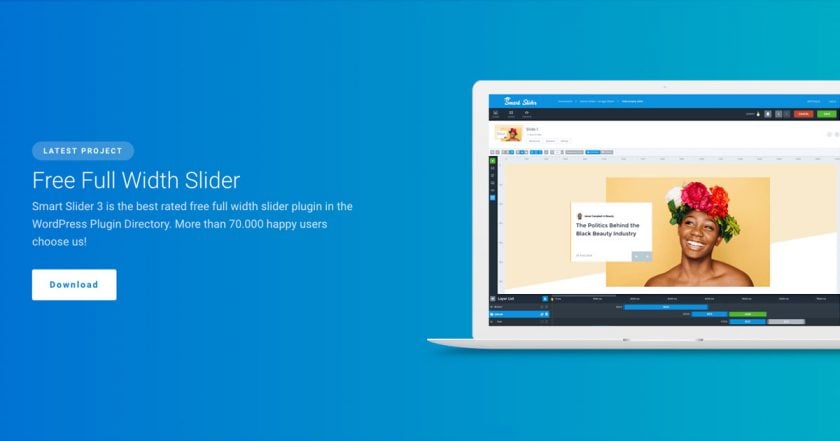 LATEST PROJECT
Free Full Width Slider
Smart Slider 3 is the best rated free full width slider plugin in the
WordPress Plugin Directory. More than 70.000 happy users
choose us!
Download
Smart Slider
Slide 1
The Politics Behind the
Black Beauty Industry
Layer List